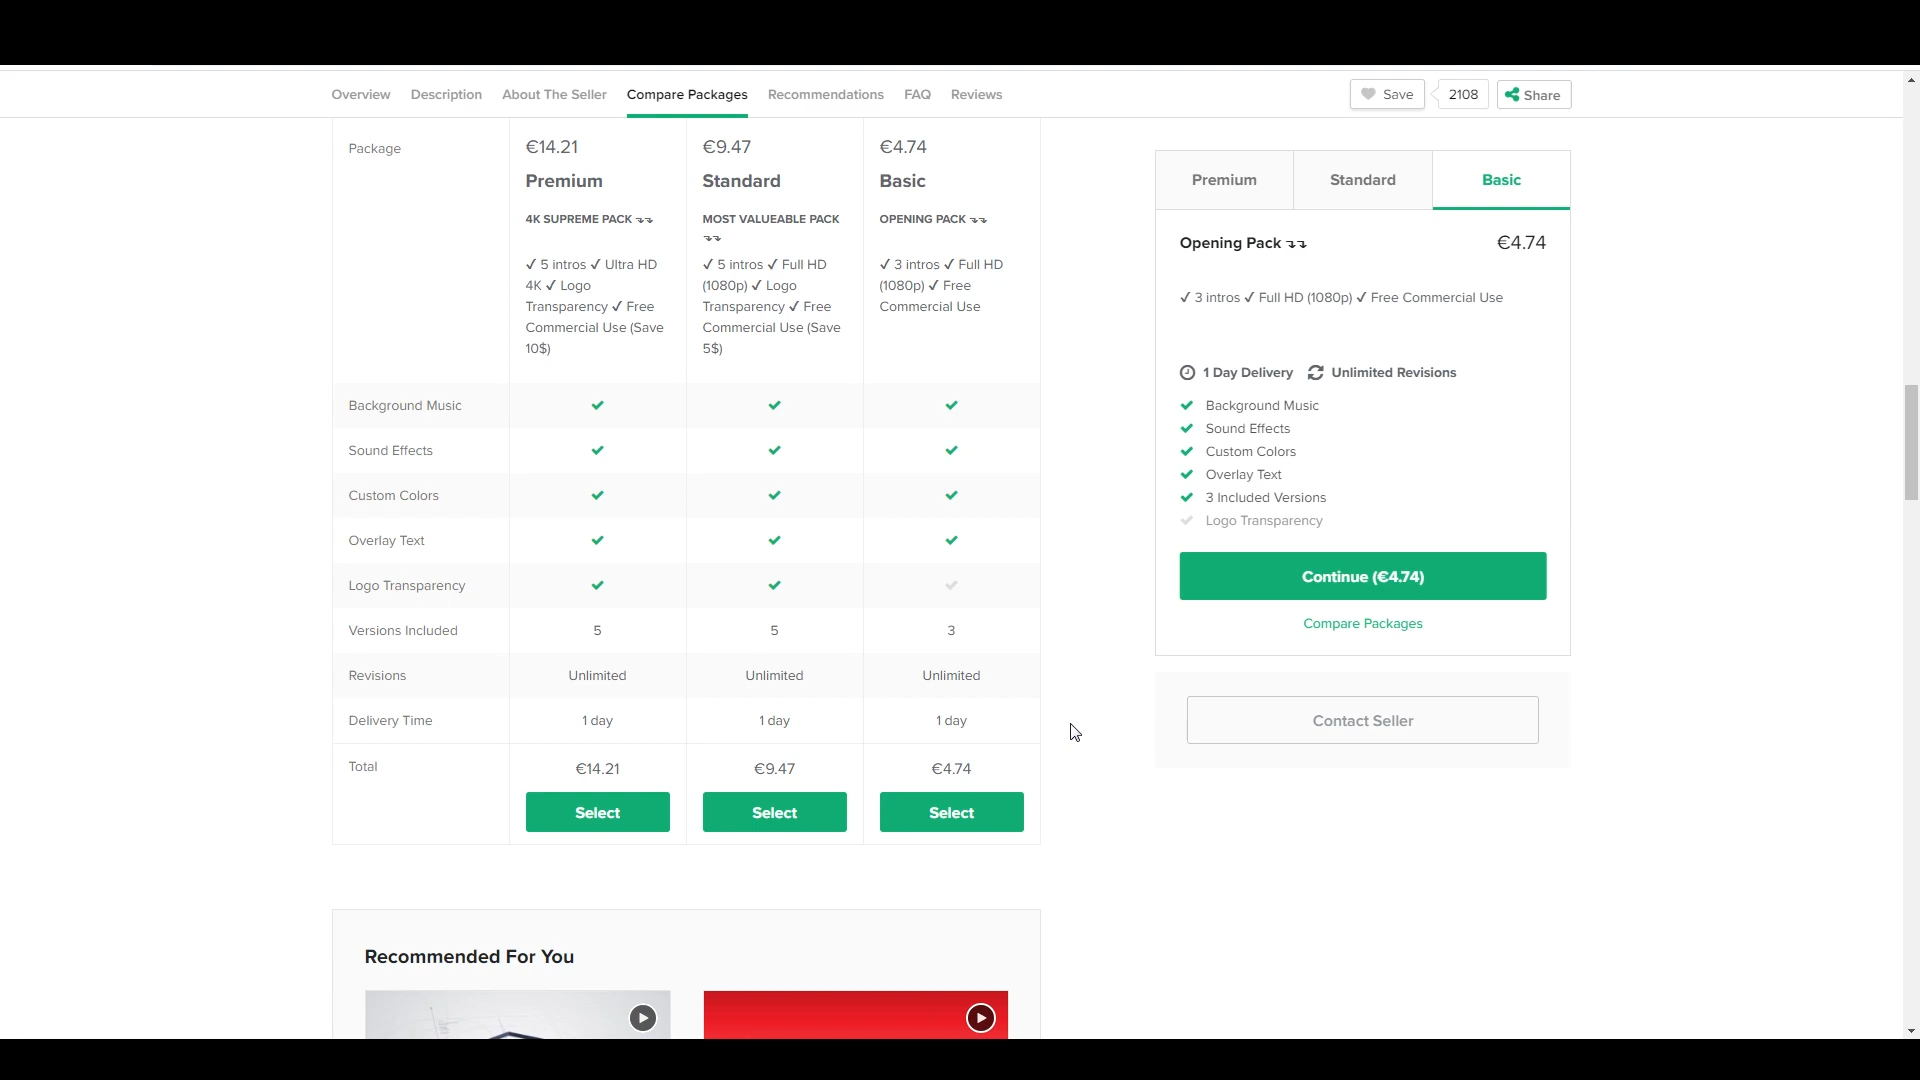 Overview Description About The Seller Compare Packages Recommendations FAQ Reviews
Save 2108 Share
Package
€14.21
Premium
4K SUPREME PACK ⮧⮧
✓ 5 intros ✓ Ultra HD
4K ✓ Logo
Transparency ✓ Free
Commercial Use (Save
10$)
€9.47
Standard
MOST VALUEABLE PACK
⮧⮧
✓ 5 intros ✓ Full HD
(1080p) ✓ Logo
Transparency ✓ Free
Commercial Use (Save
5$)
€4.74
Basic
OPENING PACK ⮧⮧
✓ 3 intros ✓ Full HD
(1080p) ✓ Free
Commercial Use
Background Music
Sound Effects
Custom Colors
Overlay Text
Logo Transparency
Versions Included 5 5 3
Revisions Unlimited Unlimited Unlimited
Delivery Time 1 day 1 day 1 day
Total €14.21 €9.47 €4.74
Select Select Select
Recommended For You
Premium Standard Basic
Opening Pack ⮧⮧ €4.74
✓ 3 intros ✓ Full HD (1080p) ✓ Free Commercial Use
1 Day Delivery Unlimited Revisions
Background Music
Sound Effects
Custom Colors
Overlay Text
3 Included Versions
Logo Transparency
Continue (€4.74)
Compare Packages
Contact Seller